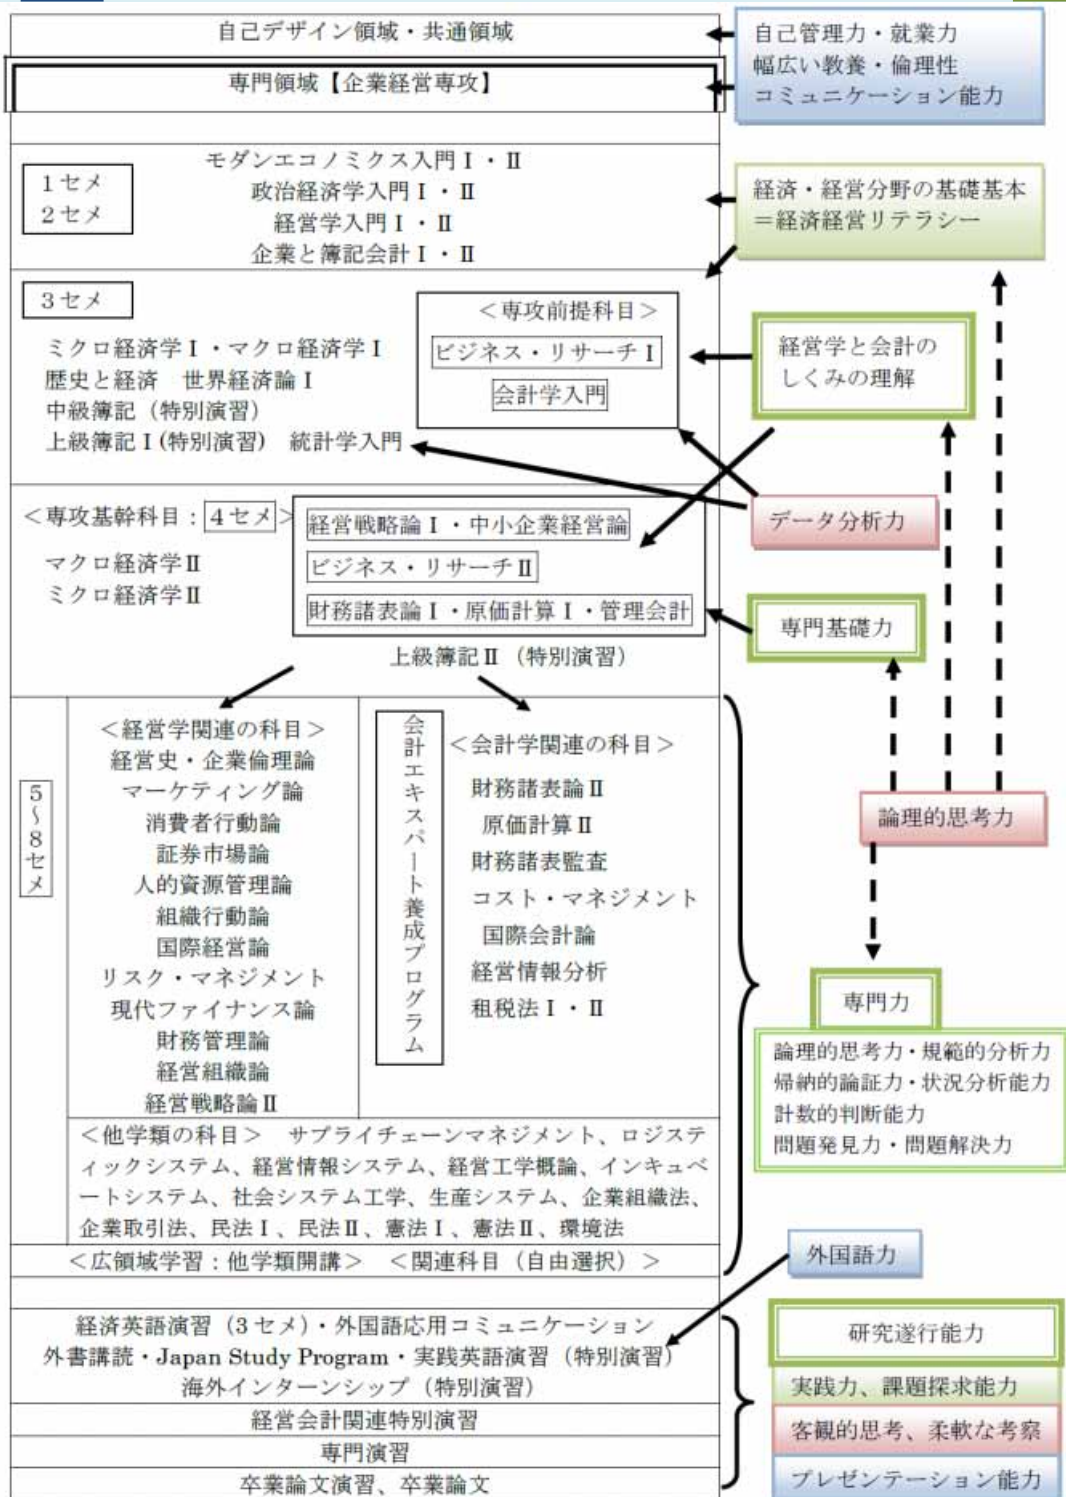 自己デザイン領域・共通領域
専門領域【企業経営専攻】
自己管理力・就業力
幅広い教養・倫理性
コミュニケーション能力
1セメ
2セメ
モダンエコノミクス入門Ⅰ・Ⅱ
政治経済学入門Ⅰ・Ⅱ
経営学入門Ⅰ・Ⅱ
企業と簿記会計Ⅰ・Ⅱ
経済・経営分野の基礎基本
＝経済経営リテラシー
3セメ
ミクロ経済学Ⅰ・マクロ経済学Ⅰ
歴史と経済　世界経済論Ⅰ
中級簿記（特別演習）
上級簿記Ⅰ(特別演習)　統計学入門
＜専攻前提科目＞
ビジネス・リサーチⅠ
会計学入門
経営学と会計の
しくみの理解
データ分析力
＜専攻基幹科目：4セメ＞
マクロ経済学Ⅱ
ミクロ経済学Ⅱ
経営戦略論Ⅰ・中小企業経営論
ビジネス・リサーチⅡ
財務諸表論Ⅰ・原価計算Ⅰ・管理会計
上級簿記Ⅱ（特別演習）
専門基礎力
5～8セメ
＜経営学関連の科目＞
経営史・企業倫理論
マーケティング論
消費者行動論
証券市場論
人的資源管理論
組織行動論
国際経営論
リスク・マネジメント
現代ファイナンス論
財務管理論
経営組織論
経営戦略論Ⅱ
会計エキスパート養成プログラム
＜会計学関連の科目＞
財務諸表論Ⅱ
原価計算Ⅱ
財務諸表監査
コスト・マネジメント
国際会計論
経営情報分析
租税法Ⅰ・Ⅱ
論理的思考力
専門力
論理的思考力・規範的分析力
帰納的論証力・状況分析能力
計数的判断能力
問題発見力・問題解決力
＜他学類の科目＞　サプライチェーンマネジメント、ロジステ
ィックシステム、経営情報システム、経営工学概論、インキュベ
ートシステム、社会システム工学、生産システム、企業組織法、
企業取引法、民法Ⅰ、民法Ⅱ、憲法Ⅰ、憲法Ⅱ、環境法
＜広領域学習：他学類開講＞　＜関連科目（自由選択）＞
外国語力
経済英語演習（3セメ）・外国語応用コミュニケーション
外書講読・Japan Study Program・実践英語演習（特別演習）
海外インターンシップ（特別演習）
経営会計関連特別演習
専門演習
卒業論文演習、卒業論文
研究遂行能力
実践力、課題探求能力
客観的思考、柔軟な考察
プレゼンテーション能力